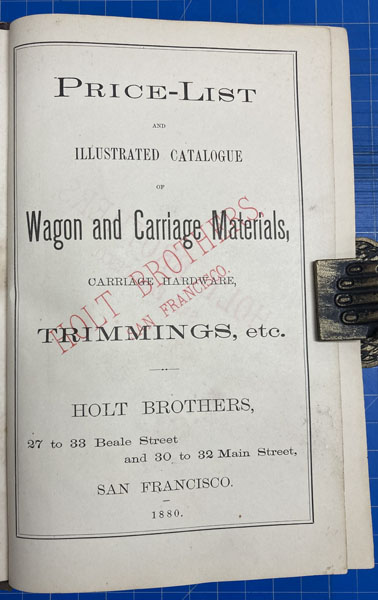 PRICE-LIST
AND
ILLUSTRATED CATALOGUE
OF
Wagon and Carriage Materials,
CARRIAGE HARDWARE,
TRIMMINGS, etc.
HOLT BROTHERS,
27 to 33 Beale Street
and 30 to 32 Main Street,
SAN FRANCISCO.
1880.
HOLT BROTHERS,
SAN FRANCISCO.